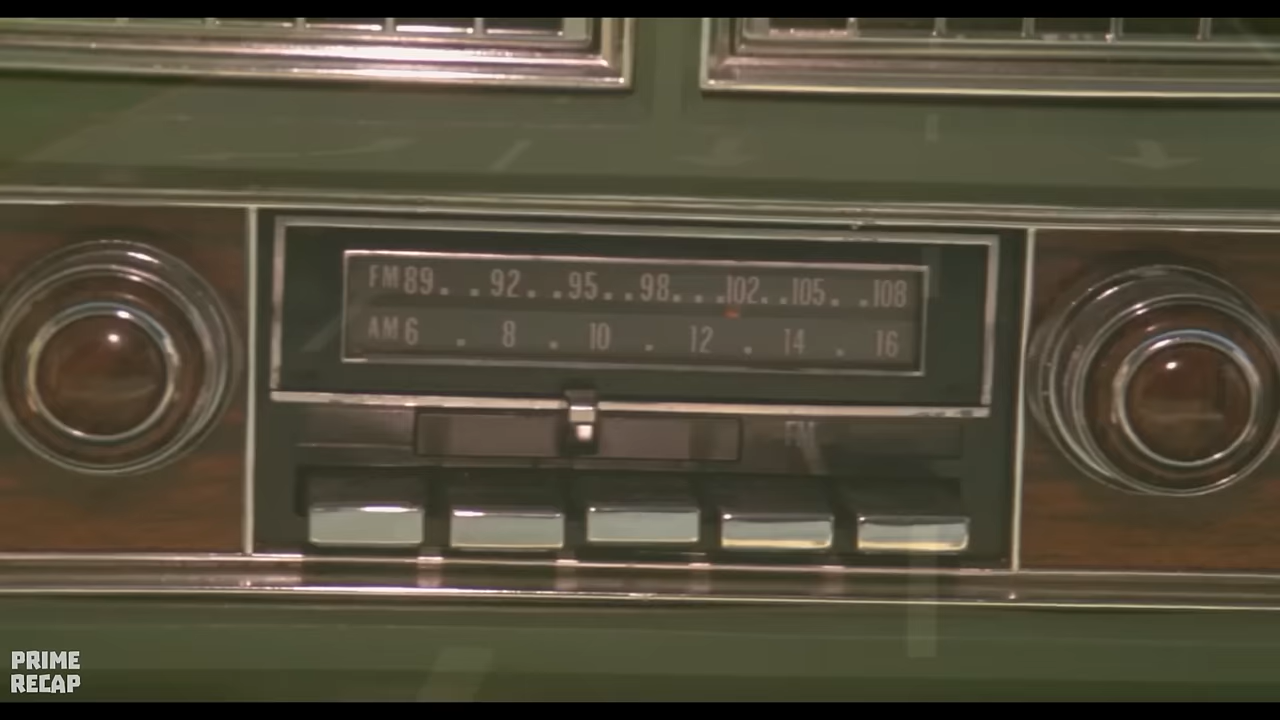 FM 89. . 92. . 95. . 98. . . 102. . 105. . 108
AM 6 . 8 . 10 . 12 . 14 . 16
FM
PRIME
RECAP